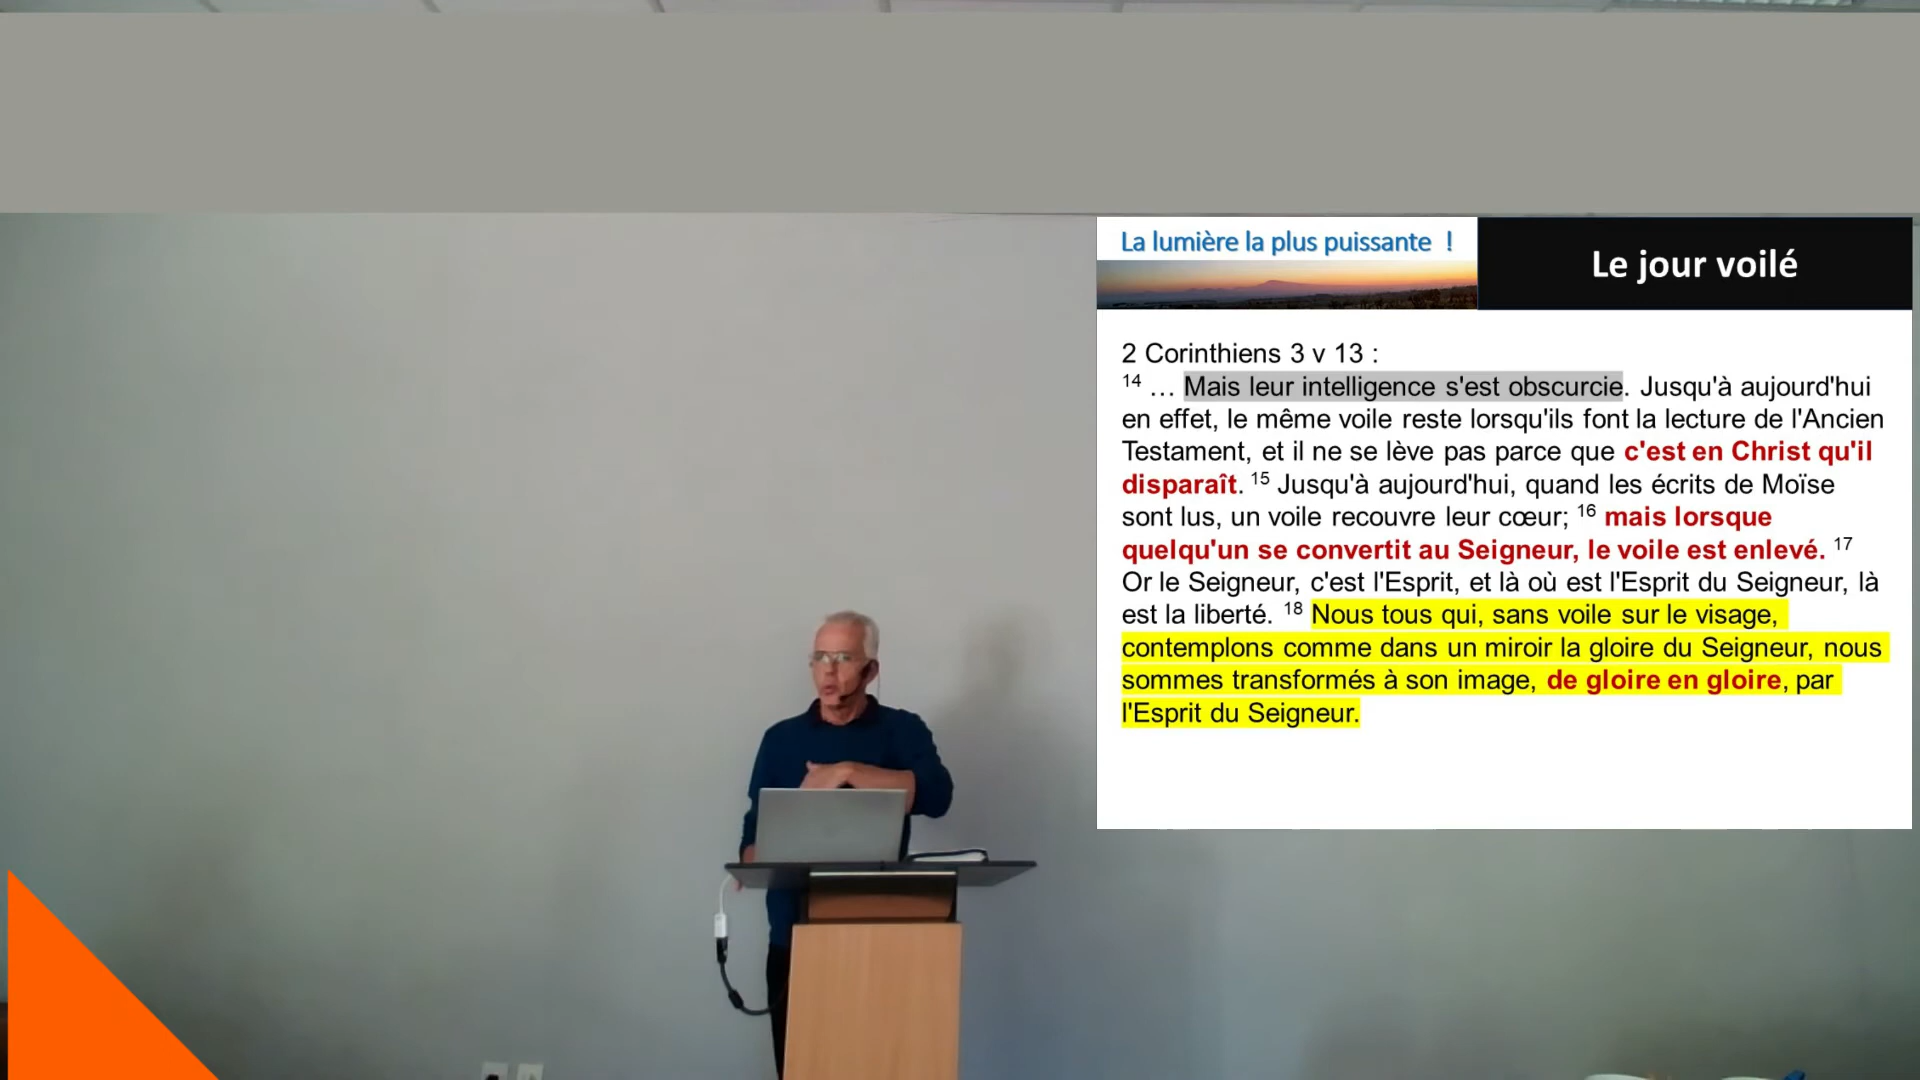 La lumière la plus puissante !
Le jour voilé
2 Corinthiens 3 v 13 :
14 … Mais leur intelligence s'est obscurcie. Jusqu'à aujourd'hui
en effet, le même voile reste lorsqu'ils font la lecture de l'Ancien
Testament, et il ne se lève pas parce que c'est en Christ qu'il
disparaît. 15 Jusqu'à aujourd'hui, quand les écrits de Moïse
sont lus, un voile recouvre leur cœur; 16 mais lorsque
quelqu'un se convertit au Seigneur, le voile est enlevé. 17
Or le Seigneur, c'est l'Esprit, et là où est l'Esprit du Seigneur, là
est la liberté. 18 Nous tous qui, sans voile sur le visage,
contemplons comme dans un miroir la gloire du Seigneur, nous
sommes transformés à son image, de gloire en gloire, par
l'Esprit du Seigneur.